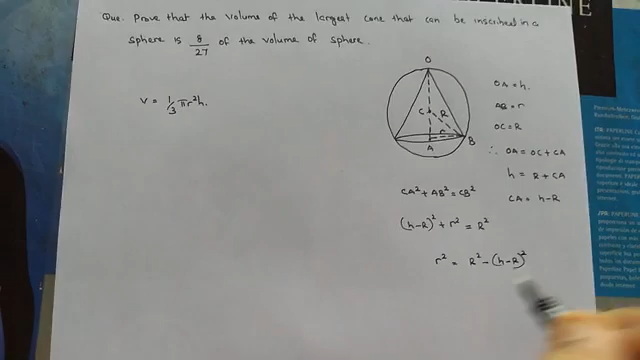 Que. Prove that the volume of the largest cone that can be inscribed in a
sphere is 8/27 of the volume of sphere.
V = 1/3 πr²h.
O
C
R
r
A
B
OA = h.
AB = r
OC = R
∴ OA = OC + CA
h = R + CA
CA = h-R
CA² + AB² = CB²
(h-R)² + r² = R²
r² = R² - (h-R)²